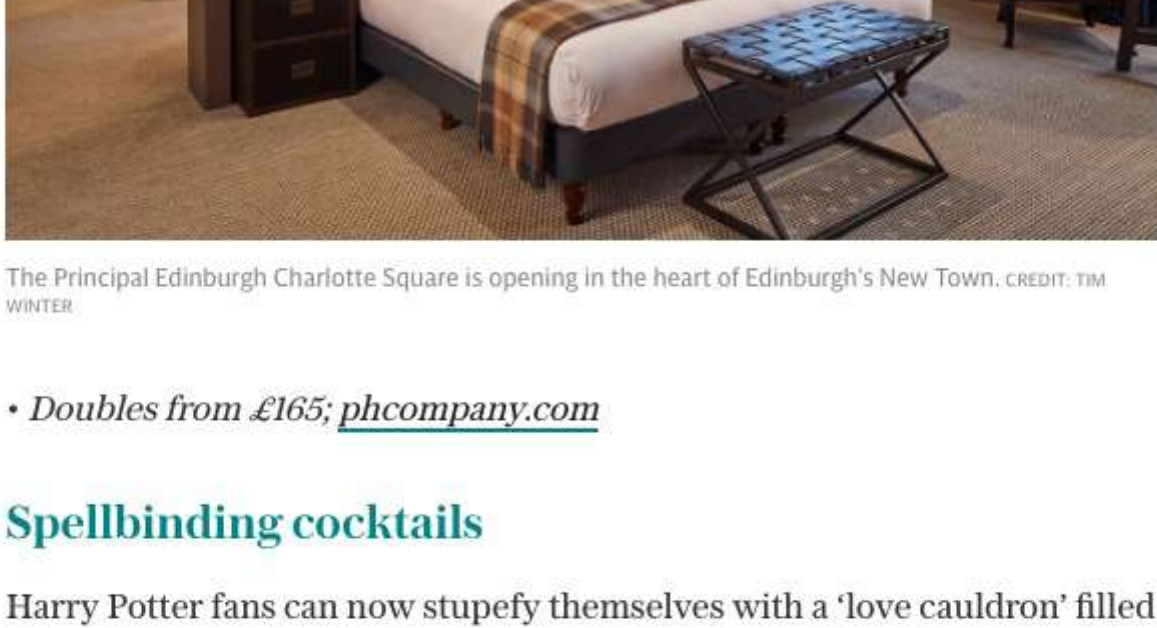 The Principal Edinburgh Charlotte Square is opening in the heart of Edinburgh's New Town. CREDIT: TIM
WINTER
• Doubles from £165; phcompany.com
Spellbinding cocktails
Harry Potter fans can now stupefy themselves with a ‘love cauldron’ filled